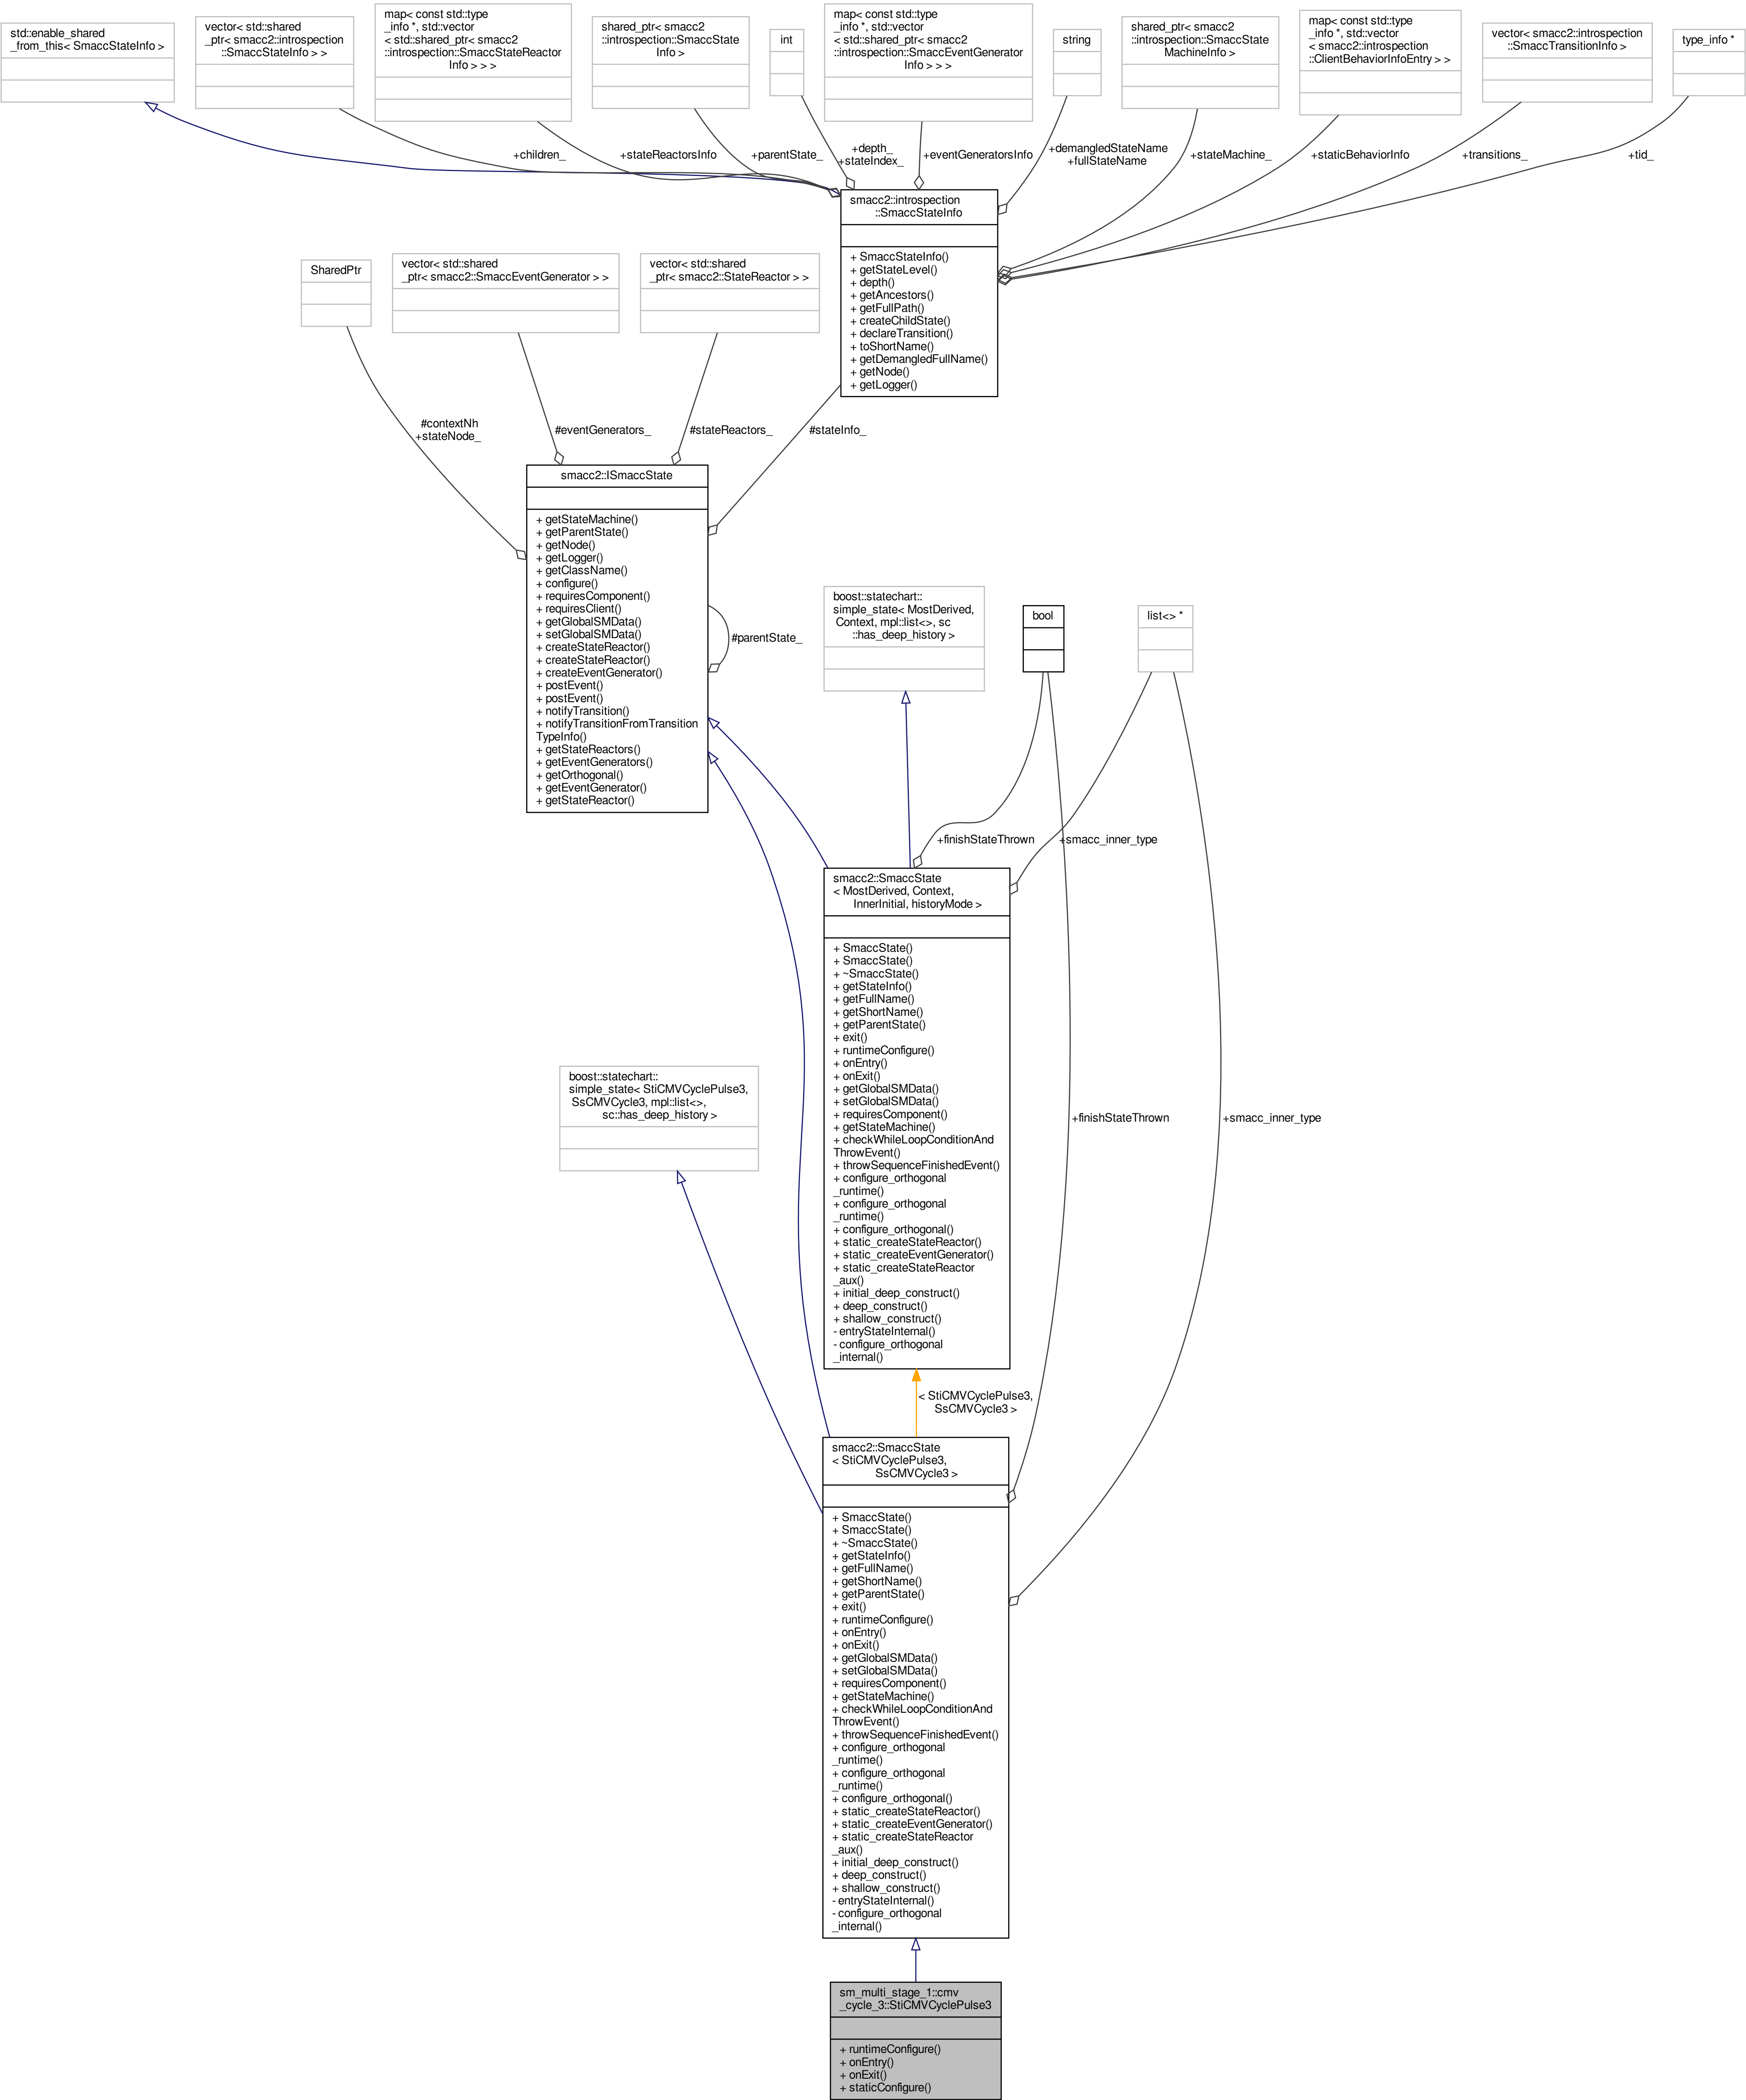 std::enable_shared
_from_this< SmaccStateInfo >
vector< std::shared
_ptr< smacc2::introspection
::SmaccStateInfo > >
map< const std::type
_info *, std::vector
< std::shared_ptr< smacc2
::introspection::SmaccStateReactor
Info > > >
shared_ptr< smacc2
::introspection::SmaccState
Info >
int
map< const std::type
_info *, std::vector
< std::shared_ptr< smacc2
::introspection::SmaccEventGenerator
Info > > >
string
shared_ptr< smacc2
::introspection::SmaccState
MachineInfo >
map< const std::type
_info *, std::vector
< smacc2::introspection
::ClientBehaviorInfoEntry > >
vector< smacc2::introspection
::SmaccTransitionInfo >
type_info *
+children_
+stateReactorsInfo
+parentState_
+depth_
+stateIndex_
+eventGeneratorsInfo
+demangledStateName
+fullStateName
+stateMachine_
+staticBehaviorInfo
+transitions_
+tid_
smacc2::introspection
::SmaccStateInfo
+ SmaccStateInfo()
+ getStateLevel()
+ depth()
+ getAncestors()
+ getFullPath()
+ createChildState()
+ declareTransition()
+ toShortName()
+ getDemangledFullName()
+ getNode()
+ getLogger()
SharedPtr
vector< std::shared
_ptr< smacc2::SmaccEventGenerator > >
vector< std::shared
_ptr< smacc2::StateReactor > >
#contextNh
+stateNode_
#eventGenerators_
#stateReactors_
#stateInfo_
smacc2::ISmaccState
+ getStateMachine()
+ getParentState()
+ getNode()
+ getLogger()
+ getClassName()
+ configure()
+ requiresComponent()
+ requiresClient()
+ getGlobalSMData()
+ setGlobalSMData()
+ createStateReactor()
+ createStateReactor()
+ createEventGenerator()
+ postEvent()
+ postEvent()
+ notifyTransition()
+ notifyTransitionFromTransition
TypeInfo()
+ getStateReactors()
+ getEventGenerators()
+ getOrthogonal()
+ getEventGenerator()
+ getStateReactor()
#parentState_
boost::statechart::
simple_state< MostDerived,
Context, mpl::list<>, sc
::has_deep_history >
bool
list<> *
+finishStateThrown
+smacc_inner_type
smacc2::SmaccState
< MostDerived, Context,
InnerInitial, historyMode >
+ SmaccState()
+ SmaccState()
+ ~SmaccState()
+ getStateInfo()
+ getFullName()
+ getShortName()
+ getParentState()
+ exit()
+ runtimeConfigure()
+ onEntry()
+ onExit()
+ getGlobalSMData()
+ setGlobalSMData()
+ requiresComponent()
+ getStateMachine()
+ checkWhileLoopConditionAnd
ThrowEvent()
+ throwSequenceFinishedEvent()
+ configure_orthogonal
_runtime()
+ configure_orthogonal
_runtime()
+ configure_orthogonal()
+ static_createStateReactor()
+ static_createEventGenerator()
+ static_createStateReactor
_aux()
+ initial_deep_construct()
+ deep_construct()
+ shallow_construct()
- entryStateInternal()
- configure_orthogonal
_internal()
boost::statechart::
simple_state< StiCMVCyclePulse3,
SsCMVCycle3, mpl::list<>,
sc::has_deep_history >
+finishStateThrown
+smacc_inner_type
< StiCMVCyclePulse3,
SsCMVCycle3 >
smacc2::SmaccState
< StiCMVCyclePulse3,
SsCMVCycle3 >
+ SmaccState()
+ SmaccState()
+ ~SmaccState()
+ getStateInfo()
+ getFullName()
+ getShortName()
+ getParentState()
+ exit()
+ runtimeConfigure()
+ onEntry()
+ onExit()
+ getGlobalSMData()
+ setGlobalSMData()
+ requiresComponent()
+ getStateMachine()
+ checkWhileLoopConditionAnd
ThrowEvent()
+ throwSequenceFinishedEvent()
+ configure_orthogonal
_runtime()
+ configure_orthogonal
_runtime()
+ configure_orthogonal()
+ static_createStateReactor()
+ static_createEventGenerator()
+ static_createStateReactor
_aux()
+ initial_deep_construct()
+ deep_construct()
+ shallow_construct()
- entryStateInternal()
- configure_orthogonal
_internal()
sm_multi_stage_1::cmv
_cycle_3::StiCMVCyclePulse3
+ runtimeConfigure()
+ onEntry()
+ onExit()
+ staticConfigure()